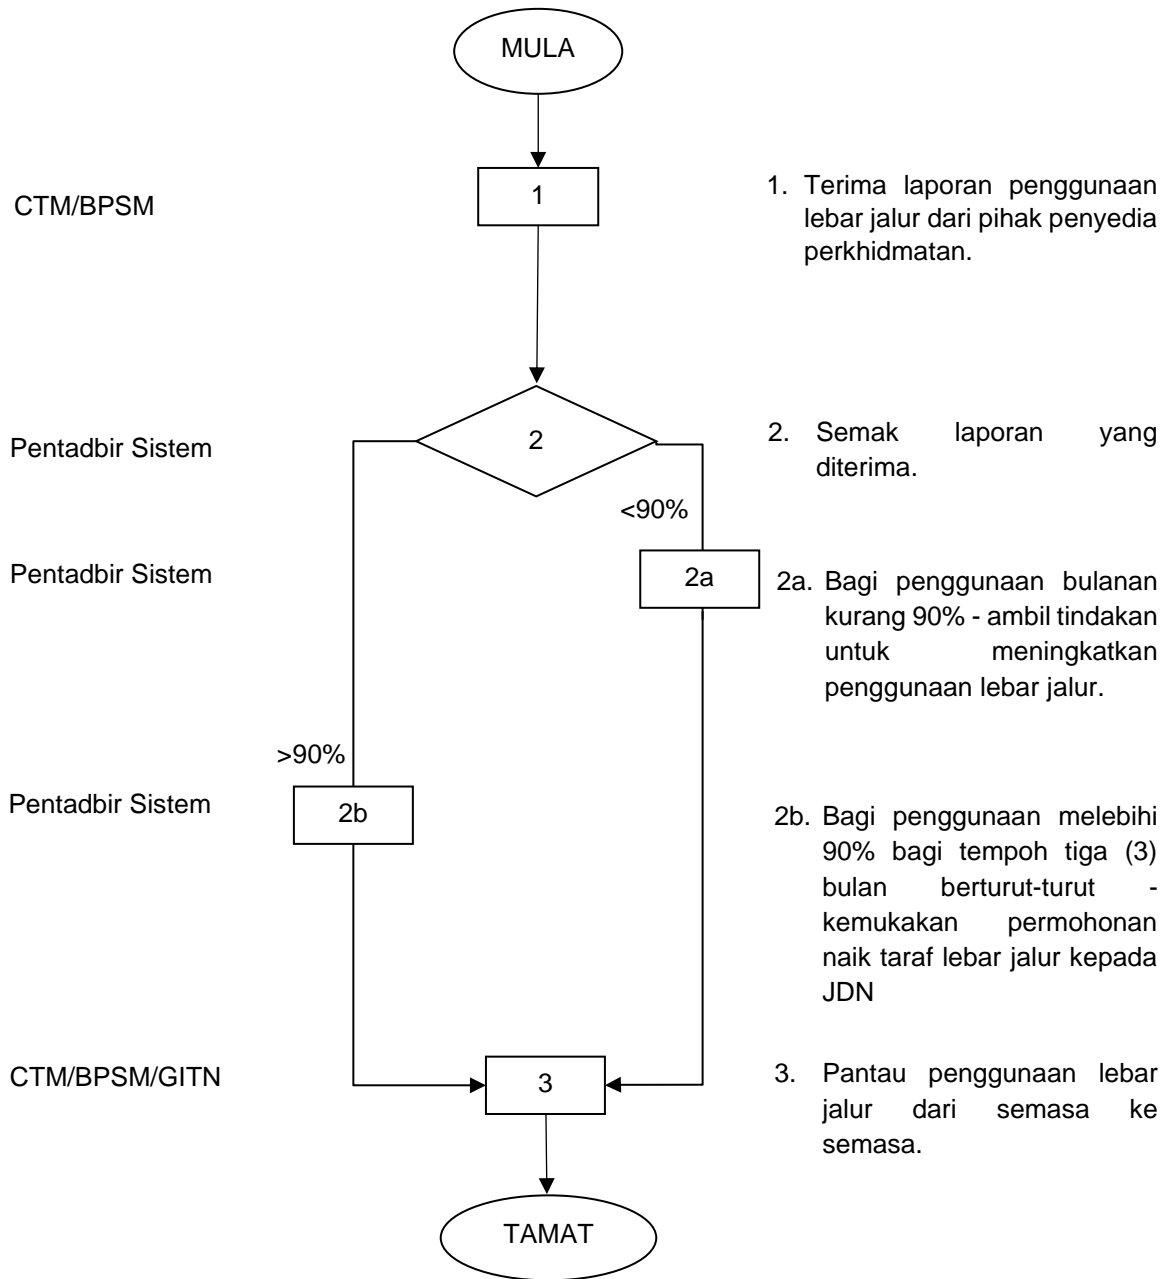 MULA
CTM/BPSM
1
1. Terima laporan penggunaan
lebar jalur dari pihak penyedia
perkhidmatan.
Pentadbir Sistem
2
2. Semak laporan yang
diterima.
<90%
Pentadbir Sistem
2a
2a. Bagi penggunaan bulanan
kurang 90% - ambil tindakan
untuk meningkatkan
penggunaan lebar jalur.
>90%
Pentadbir Sistem
2b
2b. Bagi penggunaan melebihi
90% bagi tempoh tiga (3)
bulan berturut-turut -
kemukakan permohonan
naik taraf lebar jalur kepada
JDN
CTM/BPSM/GITN
3
3. Pantau penggunaan lebar
jalur dari semasa ke
semasa.
TAMAT